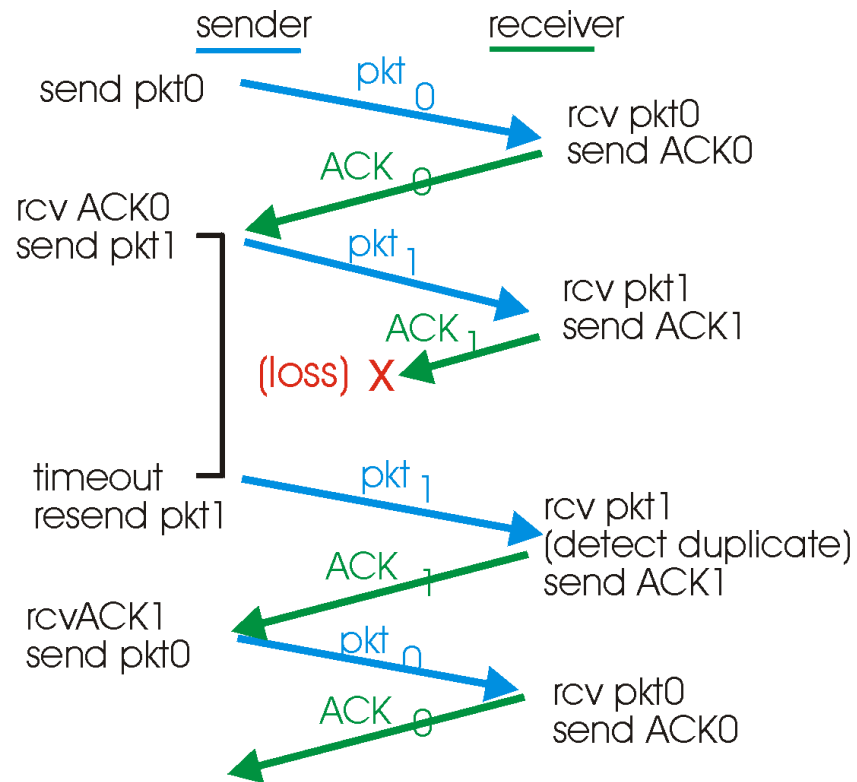 sender
receiver
send pkt0
pkt 0
rcv pkt0
send ACK0
ACK 0
rcv ACK0
send pkt1
pkt 1
rcv pkt1
send ACK1
ACK 1
(loss) X
timeout
resend pkt1
pkt 1
rcv pkt1
(detect duplicate)
send ACK1
ACK 1
rcvACK1
send pkt0
pkt 0
rcv pkt0
send ACK0
ACK 0